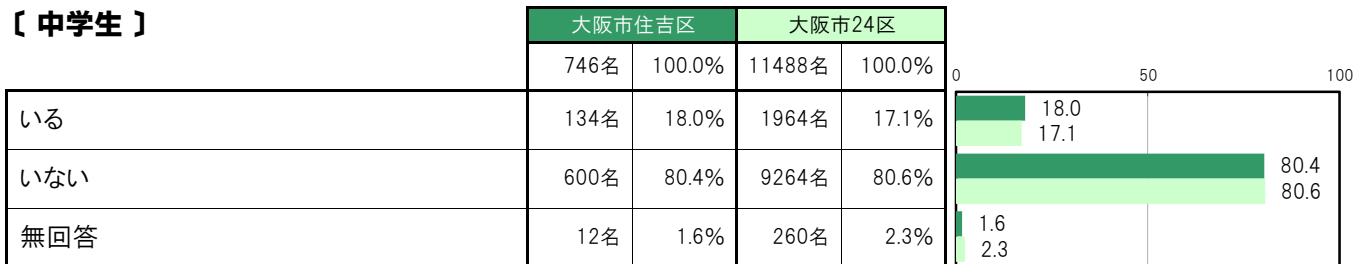 〔 中学生 〕
大阪市住吉区 大阪市24区
746名 100.0% 11488名 100.0%
0 50 100
いる 134名 18.0% 1964名 17.1%
18.0
17.1
いない 600名 80.4% 9264名 80.6%
80.4
80.6
無回答 12名 1.6% 260名 2.3%
1.6
2.3